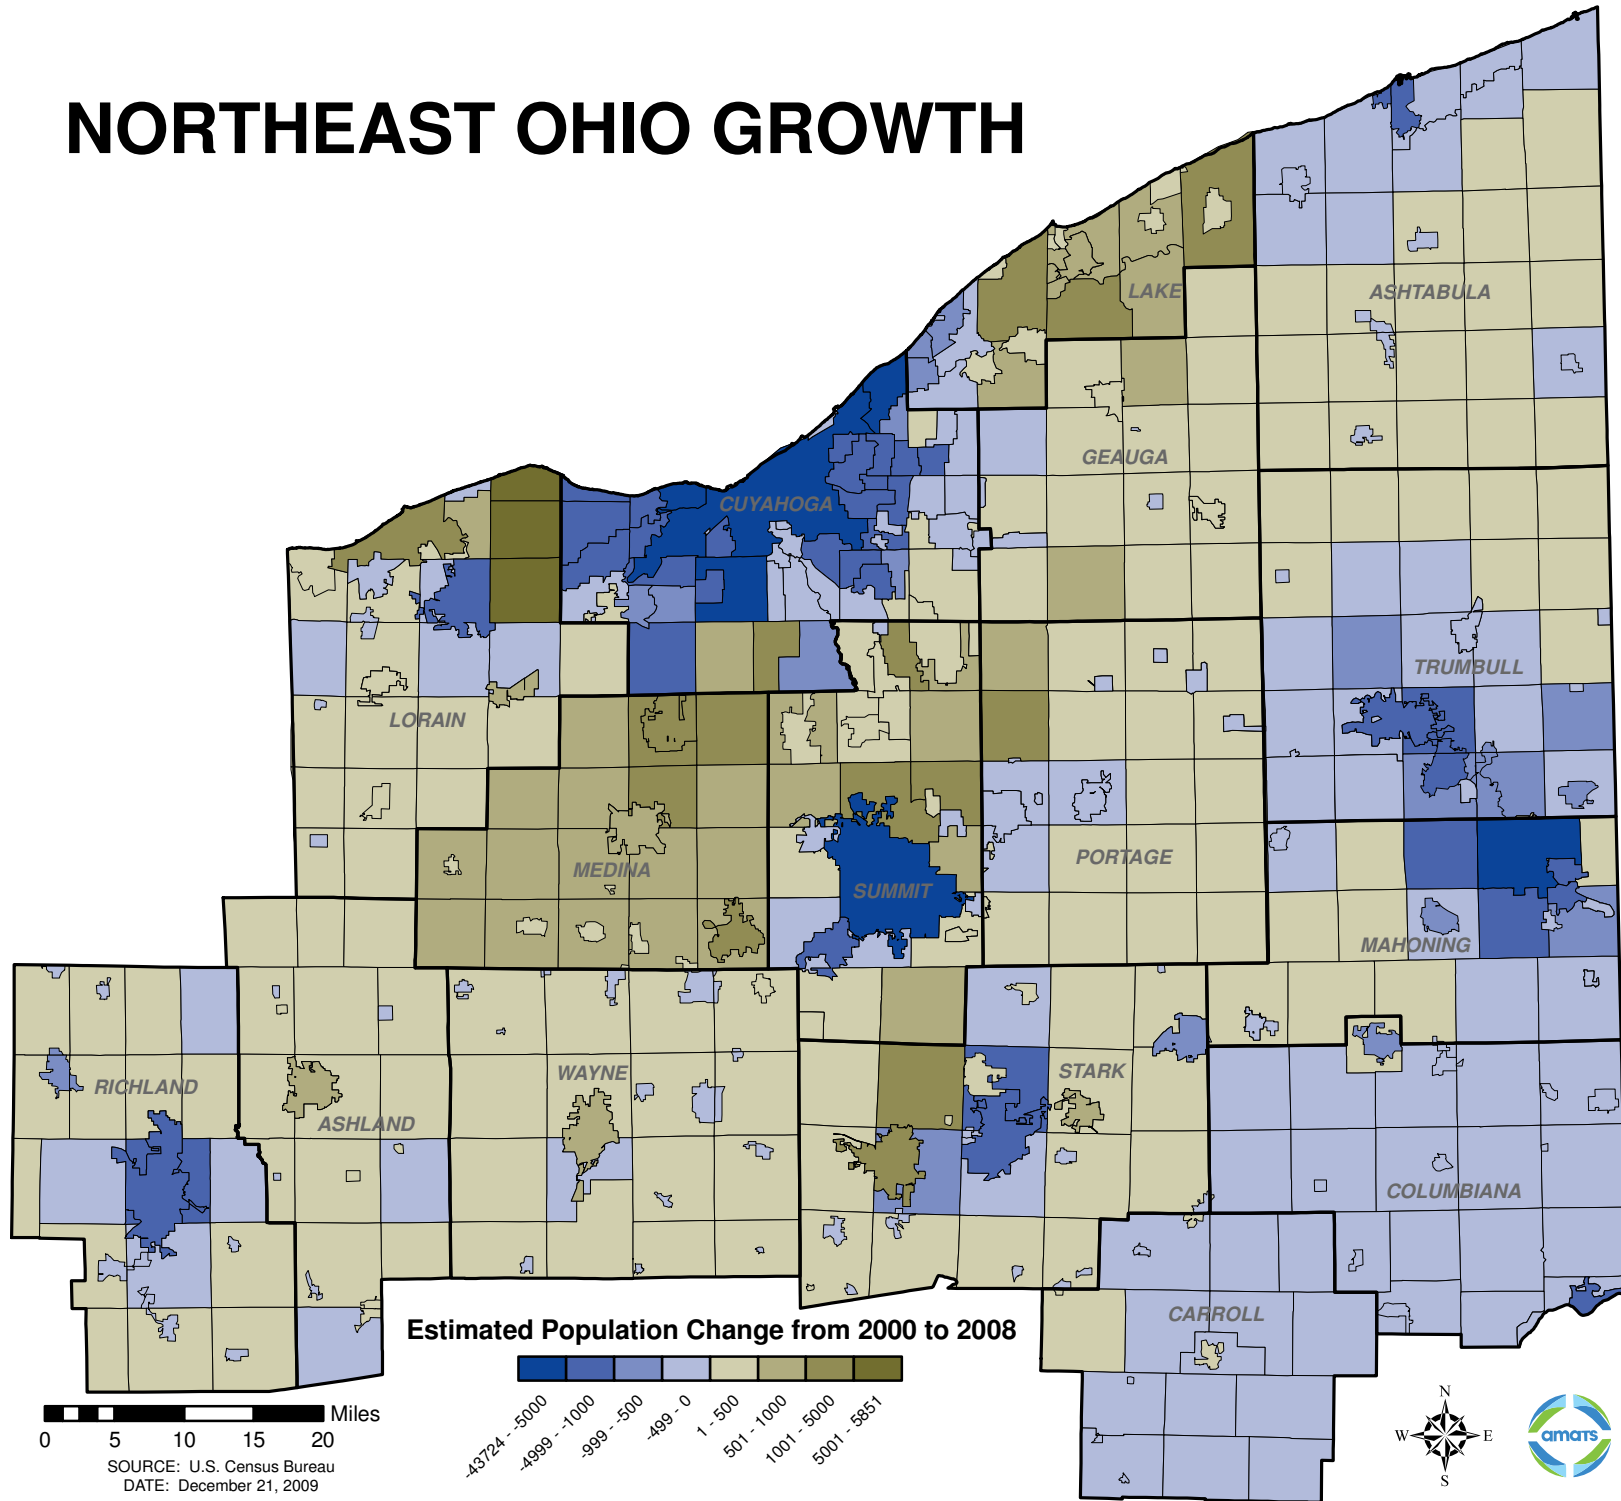 NORTHEAST OHIO GROWTH
LAKE
ASHTABULA
GEAUGA
CUYAHOGA
TRUMBULL
LORAIN
MEDINA
SUMMIT
PORTAGE
MAHONING
RICHLAND
ASHLAND
WAYNE
STARK
COLUMBIANA
CARROLL
Estimated Population Change from 2000 to 2008
-43724 - -5000
-4999 - -1000
-999 - -500
-499 - 0
1 - 500
501 - 1000
1001 - 5000
5001 - 5851
Miles
0 5 10 15 20
SOURCE: U.S. Census Bureau
DATE: December 21, 2009
N
W E
S
amats